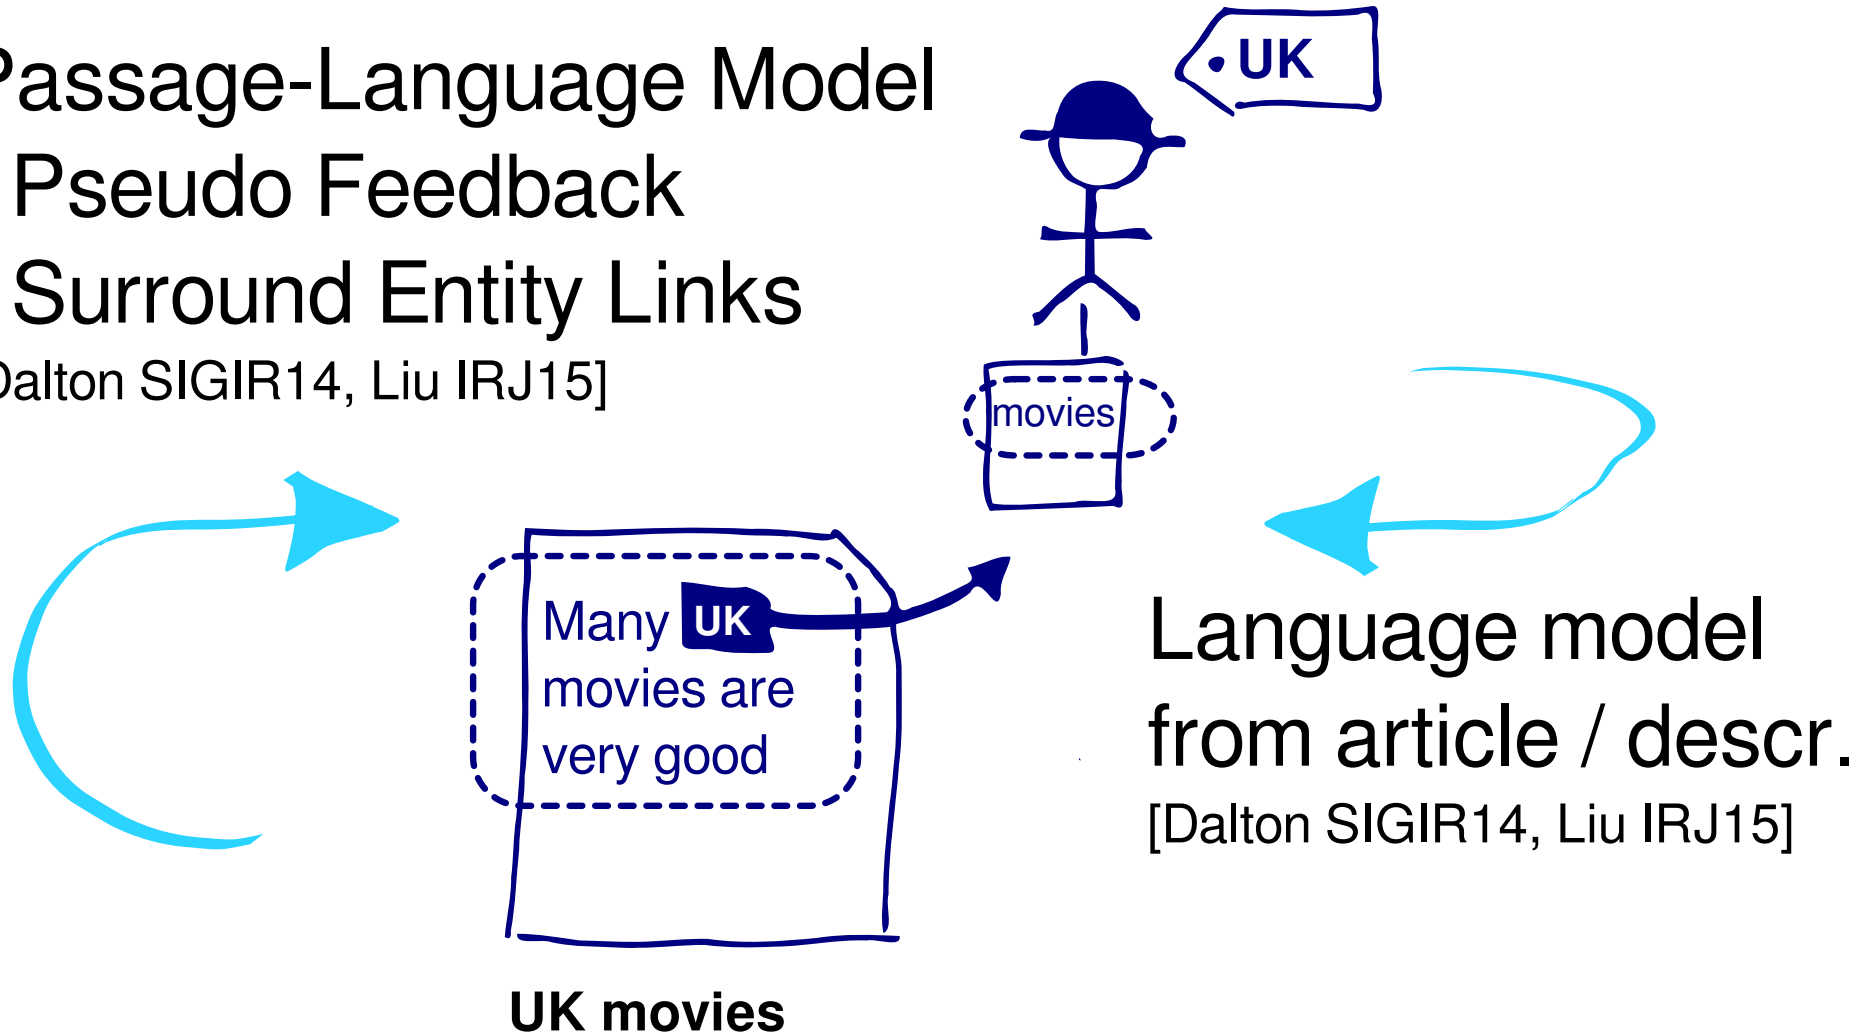 Passage-Language Model
Pseudo Feedback
Surround Entity Links
Dalton SIGIR14, Liu IRJ15]
UK
movies
Many UK
movies are
very good
Language model
from article / descr.
[Dalton SIGIR14, Liu IRJ15]
UK movies